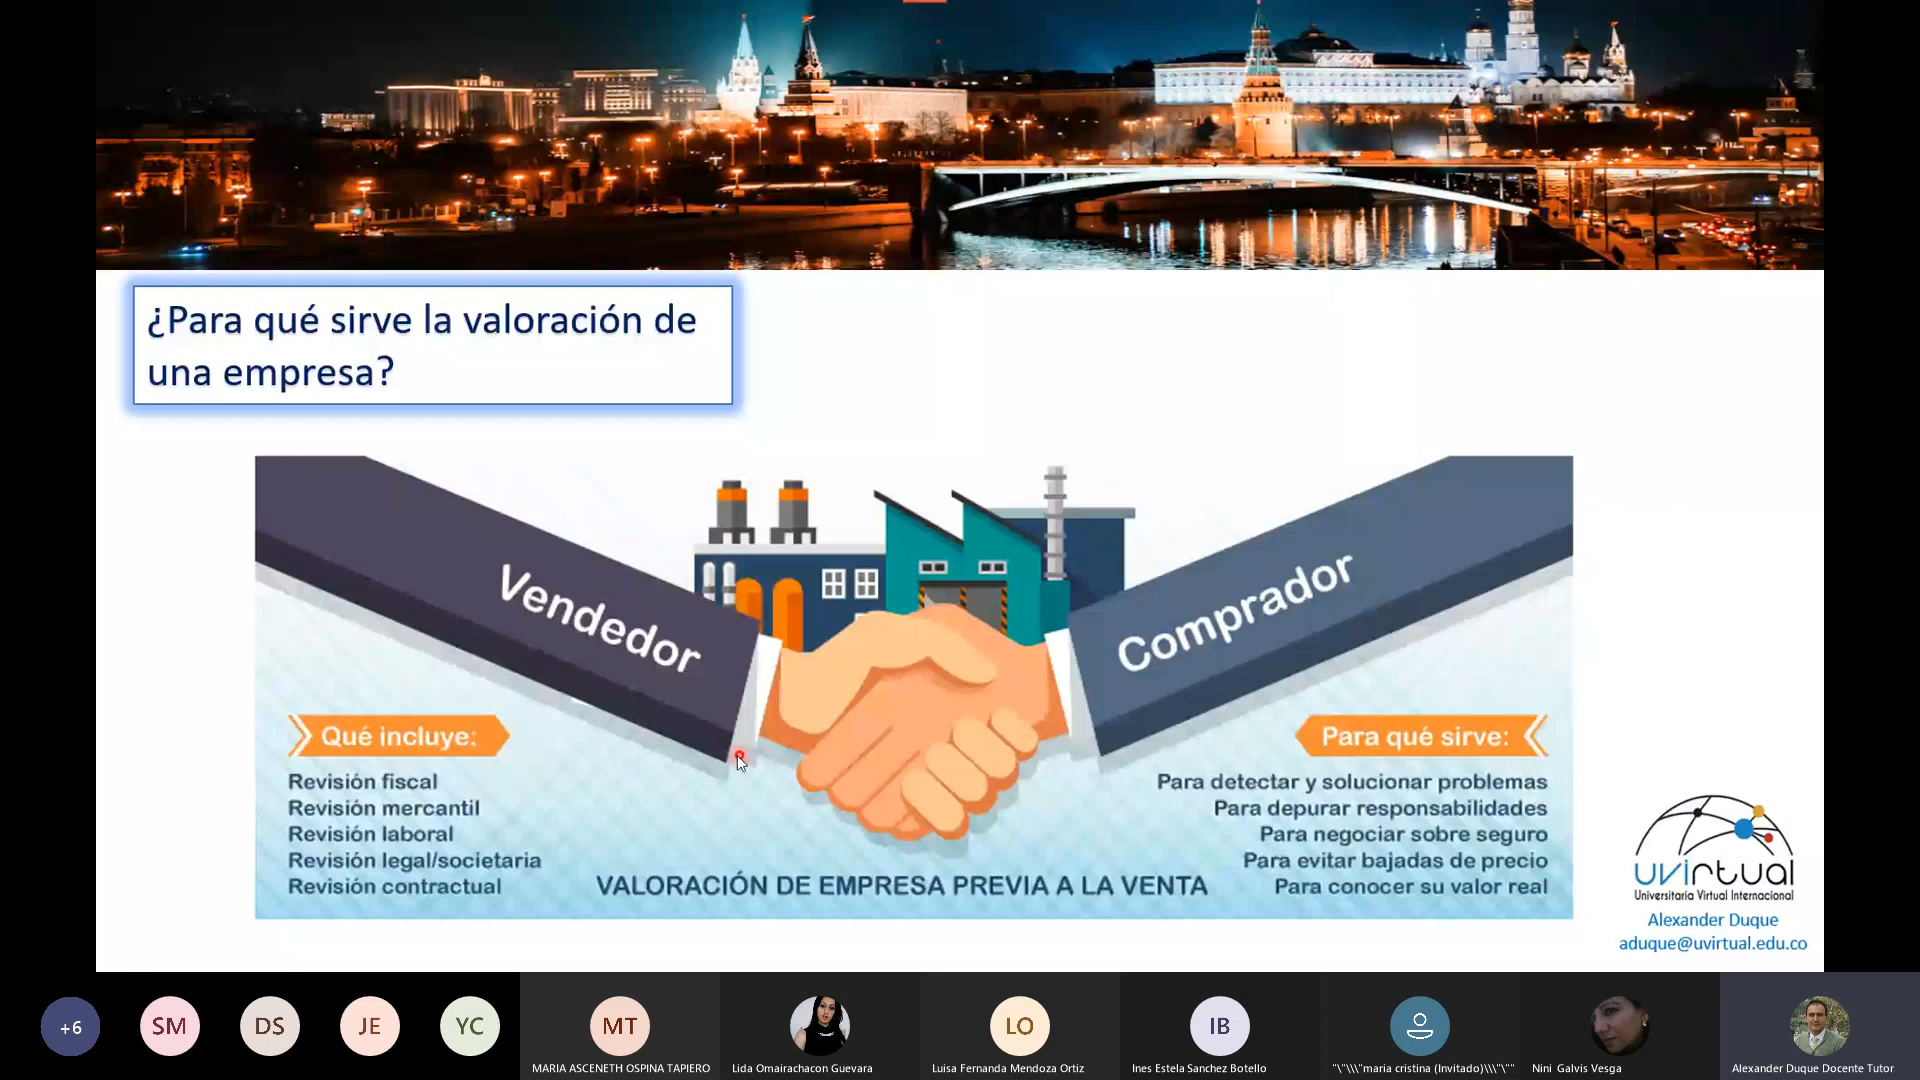 ¿Para qué sirve la valoración de
una empresa?
Vendedor
Comprador
Qué incluye:
Revisión fiscal
Revisión mercantil
Revisión laboral
Revisión legal/societaria
Revisión contractual
Para qué sirve:
Para detectar y solucionar problemas
Para depurar responsabilidades
Para negociar sobre seguro
Para evitar bajadas de precio
Para conocer su valor real
VALORACIÓN DE EMPRESA PREVIA A LA VENTA
uvirtual
Universitaria Virtual Internacional
Alexander Duque
aduque@uvirtual.edu.co
+6
SM
DS
JE
YC
MT
LO
IB
MARIA ASCENETH OSPINA TAPIERO
Lida Omairachacon Guevara
Luisa Fernanda Mendoza Ortiz
Ines Estela Sanchez Botello
"\"\\\"maria cristina (Invitado)\\\"\""
Nini Galvis Vesga
Alexander Duque Docente Tutor